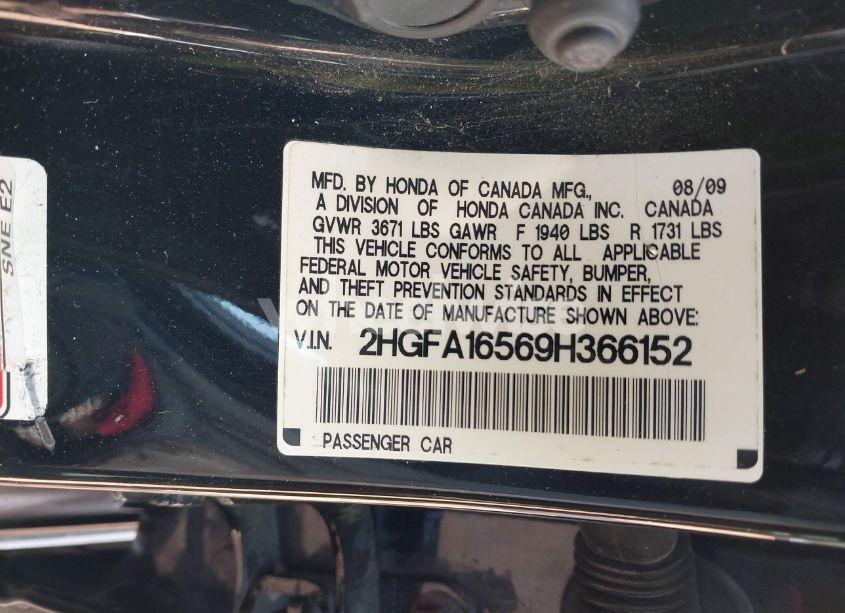 SNE E2
MFD. BY HONDA OF CANADA MFG., 08/09
A DIVISION OF HONDA CANADA INC. CANADA
GVWR 3671 LBS GAWR F 1940 LBS R 1731 LBS
THIS VEHICLE CONFORMS TO ALL APPLICABLE
FEDERAL MOTOR VEHICLE SAFETY, BUMPER,
AND THEFT PREVENTION STANDARDS IN EFFECT
ON THE DATE OF MANUFACTURE SHOWN ABOVE:
V.I.N. 2HGFA16569H366152
PASSENGER CAR